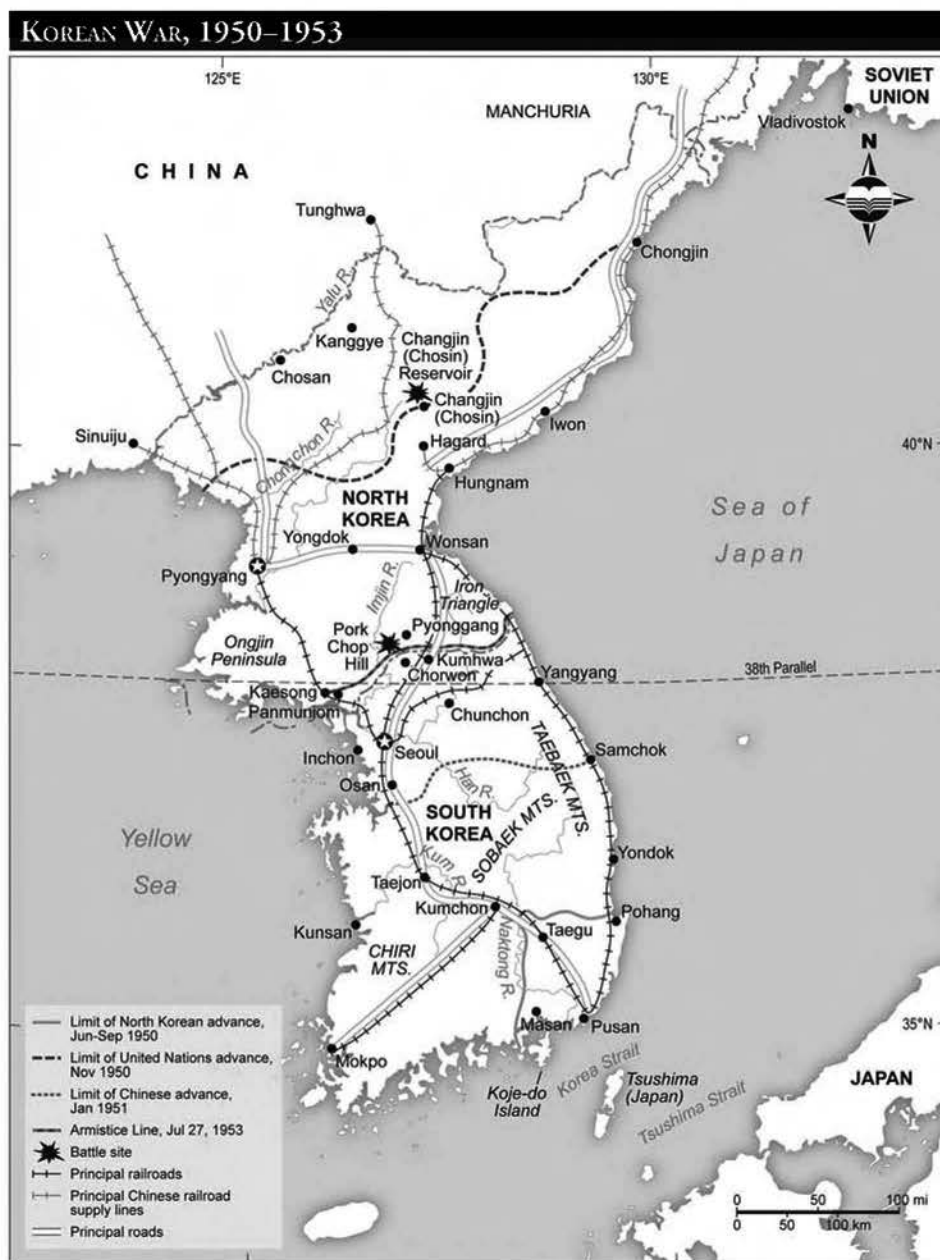 KOREAN WAR, 1950–1953
125°E
130°E
SOVIET
UNION
MANCHURIA
Vladivostok
N
CHINA
Tunghwa
Chongjin
Yalu R.
Kanggye
Changjin
(Chosin)
Reservoir
Chosan
Changjin
(Chosin)
Iwon
Sinuiju
Chongchon R.
Hagard
40°N
Hungnam
NORTH
KOREA
Sea of
Japan
Yongdok
Wonsan
Pyongyang
Imjin R.
Iron
Triangle
Pork
Chop
Hill
Pyonggang
Ongjin
Peninsula
Kumhwa
Chorwon
38th Parallel
Kaesong
Yangyang
Panmunjom
Chunchon
Inchon
Seoul
Samchok
TAEBAEK MTS.
Osan
Han R.
SOUTH
KOREA
SOBAEK MTS.
Yellow
Sea
Kum R.
Yondok
Taejon
Kumchon
Pohang
Kunsan
Taegu
CHIRI
MTS.
Naktong R.
Masan
Pusan
35°N
Mokpo
Koje-do
Island
Korea Strait
Tsushima
(Japan)
Tsushima Strait
JAPAN
Limit of North Korean advance,
Jun-Sep 1950
Limit of United Nations advance,
Nov 1950
Limit of Chinese advance,
Jan 1951
Armistice Line, Jul 27, 1953
Battle site
Principal railroads
Principal Chinese railroad
supply lines
Principal roads
0 50 100 mi
0 50 100 km